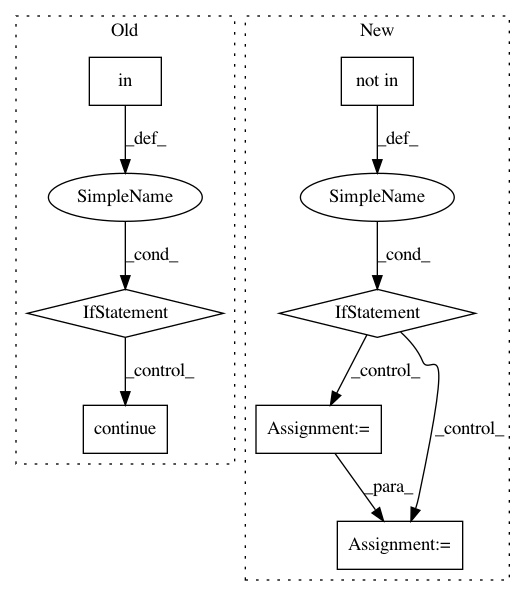 Old
New
in
not in
_def_
_def_
SimpleName
SimpleName
_cond_
_cond_
IfStatement
IfStatement
_control_
_control_
_control_
continue
Assignment:=
_para_
Assignment:=